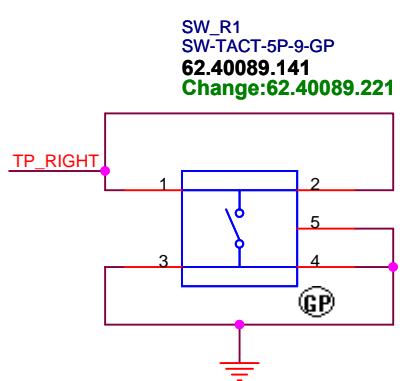 SW_R1
SW-TACT-5P-9-GP
62.40089.141
Change:62.40089.221
TP_RIGHT
1
2
5
3
4
GP